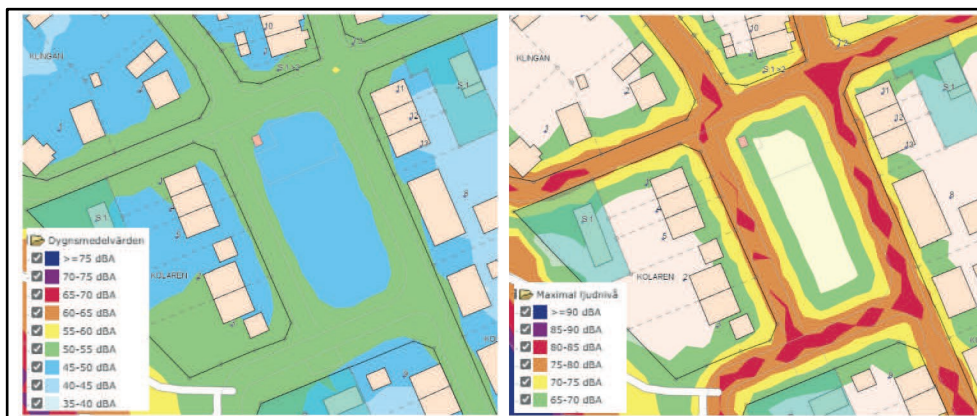 KLINGAN
KOLAREN
Dygnsmedelvärden
>=75 dBA
70-75 dBA
65-70 dBA
60-65 dBA
55-60 dBA
50-55 dBA
45-50 dBA
40-45 dBA
35-40 dBA
KLINGAN
KOLAREN
Maximal ljudnivå
>=90 dBA
85-90 dBA
80-85 dBA
75-80 dBA
70-75 dBA
65-70 dBA